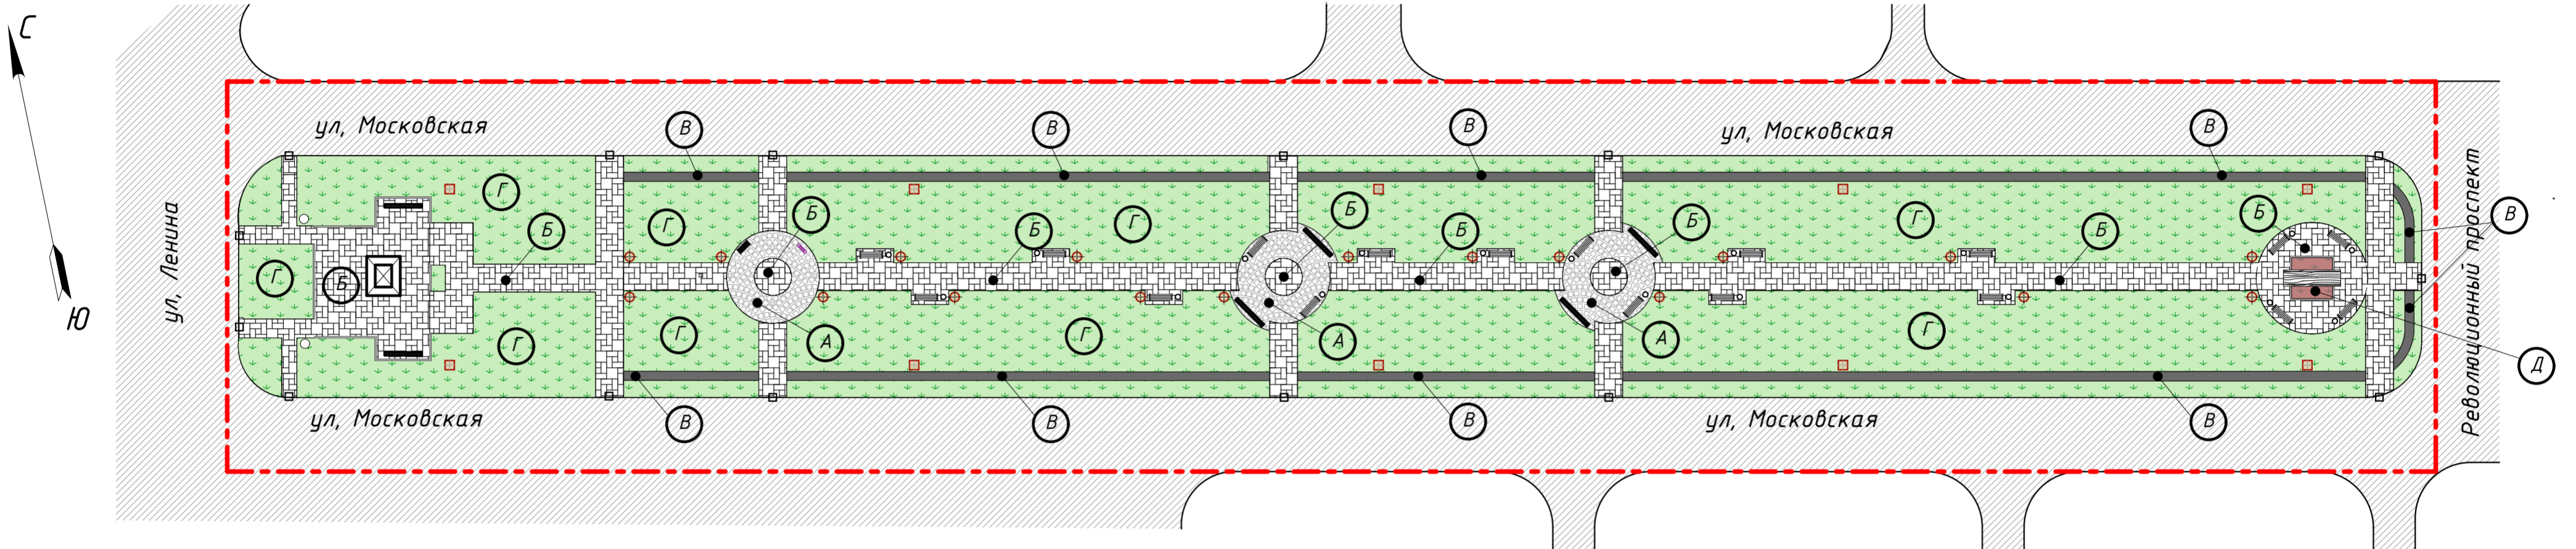 С
В
В
В
В
ул, Московская
ул, Московская
Г
Б
Г
Б
Г
Б
Б
Г
Б
Б
Г
Б
Б
В
ул, Ленина
Г
Б
Революционный проспект
Ю
Г
Г
А
Г
А
А
Г
Д
ул, Московская
В
В
В
ул, Московская
В